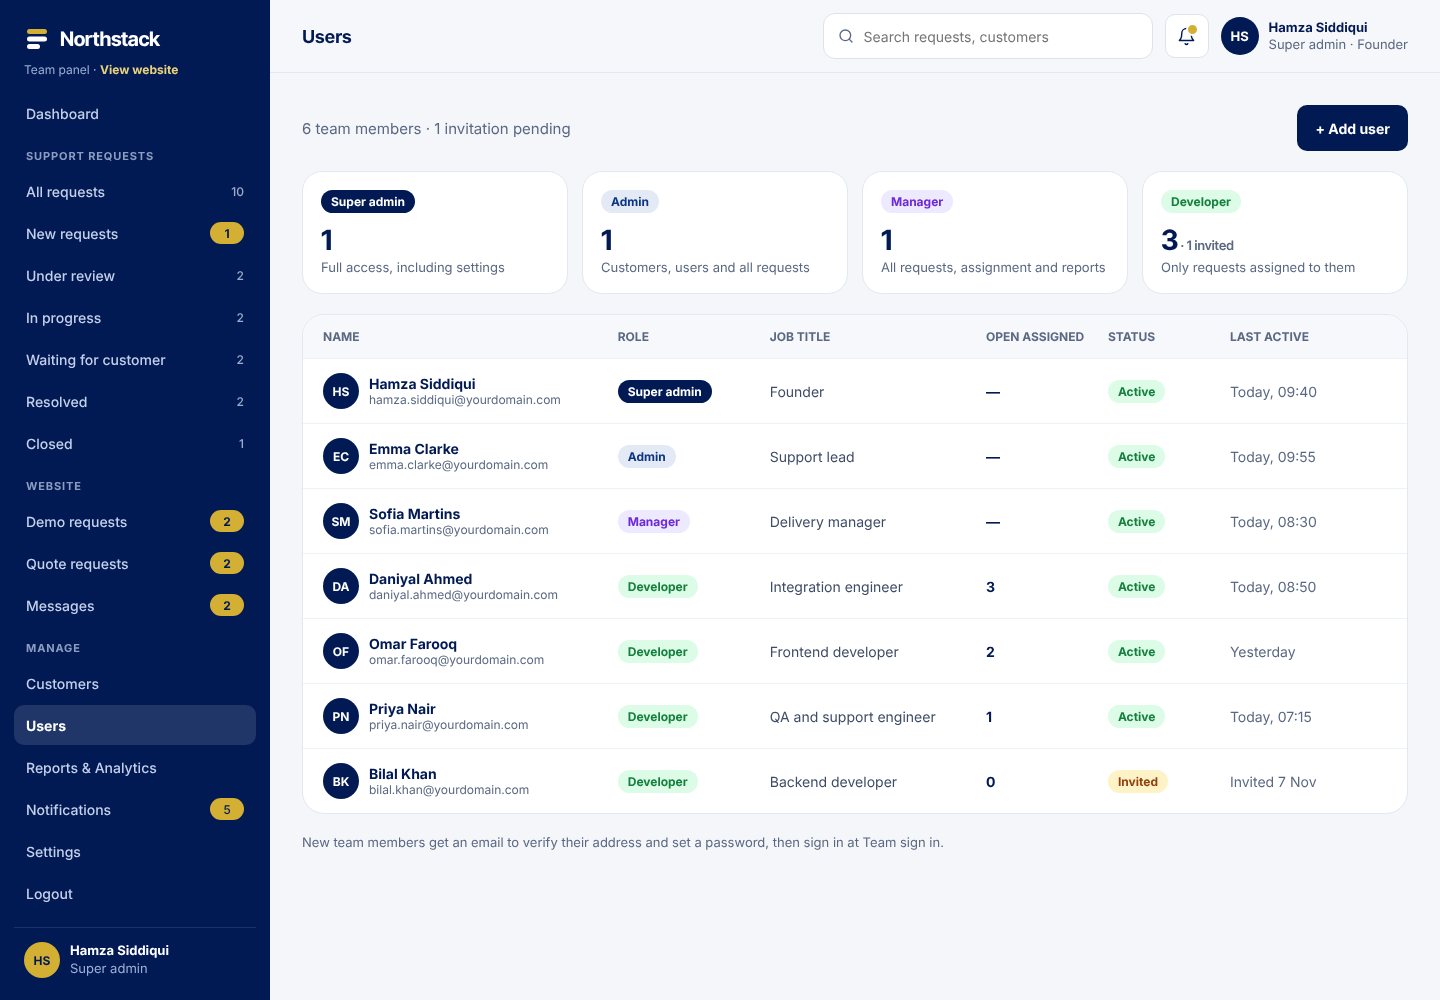 Northstack
Team panel · View website
Dashboard
SUPPORT REQUESTS
All requests 10
New requests 1
Under review 2
In progress 2
Waiting for customer 2
Resolved 2
Closed 1
WEBSITE
Demo requests 2
Quote requests 2
Messages 2
MANAGE
Customers
Users
Reports & Analytics
Notifications 5
Settings
Logout
HS Hamza Siddiqui
Super admin
Users
Search requests, customers
HS Hamza Siddiqui
Super admin · Founder
6 team members · 1 invitation pending
+ Add user
Super admin
1
Full access, including settings
Admin
1
Customers, users and all requests
Manager
1
All requests, assignment and reports
Developer
3 · 1 invited
Only requests assigned to them
NAME ROLE JOB TITLE OPEN ASSIGNED STATUS LAST ACTIVE
HS Hamza Siddiqui Super admin Founder — Active Today, 09:40
hamza.siddiqui@yourdomain.com
EC Emma Clarke Admin Support lead — Active Today, 09:55
emma.clarke@yourdomain.com
SM Sofia Martins Manager Delivery manager — Active Today, 08:30
sofia.martins@yourdomain.com
DA Daniyal Ahmed Developer Integration engineer 3 Active Today, 08:50
daniyal.ahmed@yourdomain.com
OF Omar Farooq Developer Frontend developer 2 Active Yesterday
omar.farooq@yourdomain.com
PN Priya Nair Developer QA and support engineer 1 Active Today, 07:15
priya.nair@yourdomain.com
BK Bilal Khan Developer Backend developer 0 Invited Invited 7 Nov
bilal.khan@yourdomain.com
New team members get an email to verify their address and set a password, then sign in at Team sign in.